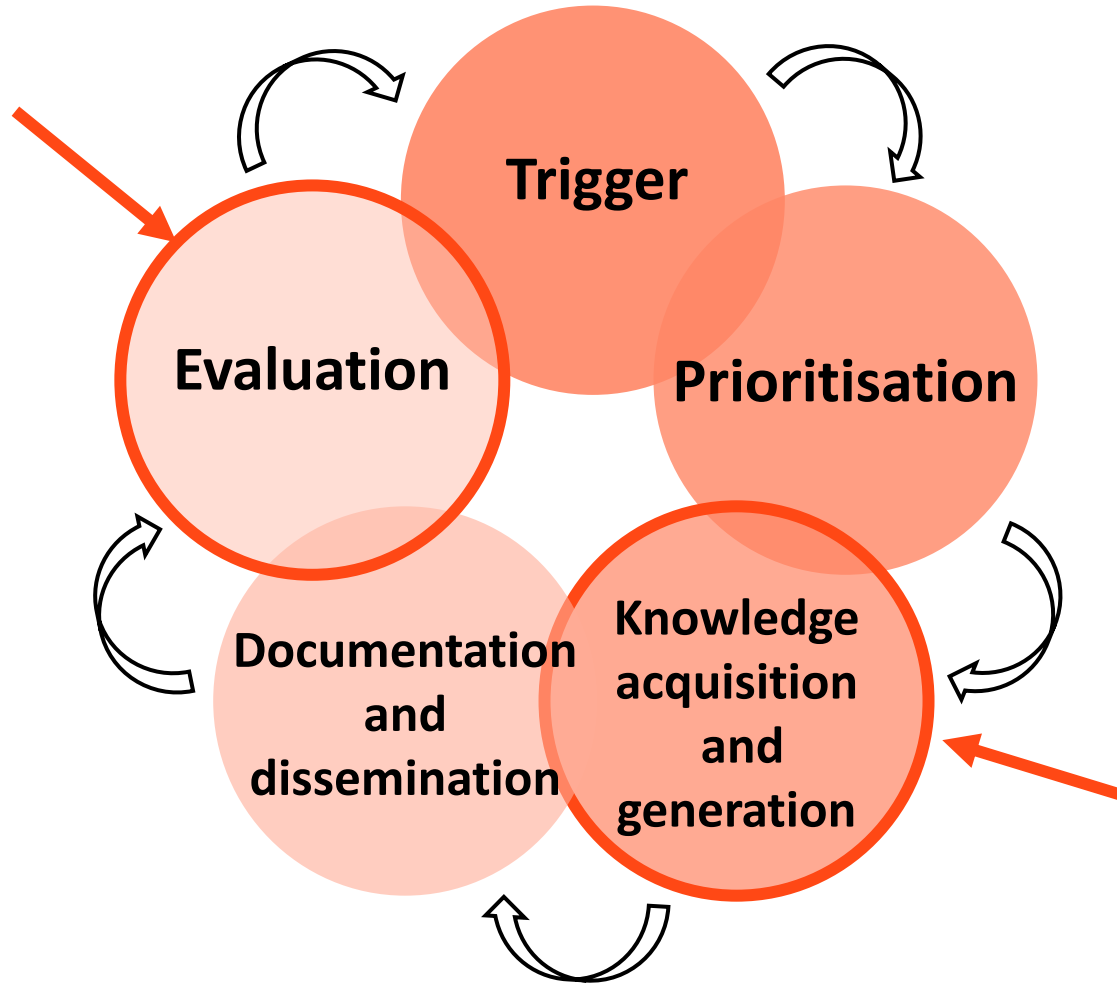 Trigger
Prioritisation
Knowledge
acquisition
and
generation
Documentation
and
dissemination
Evaluation